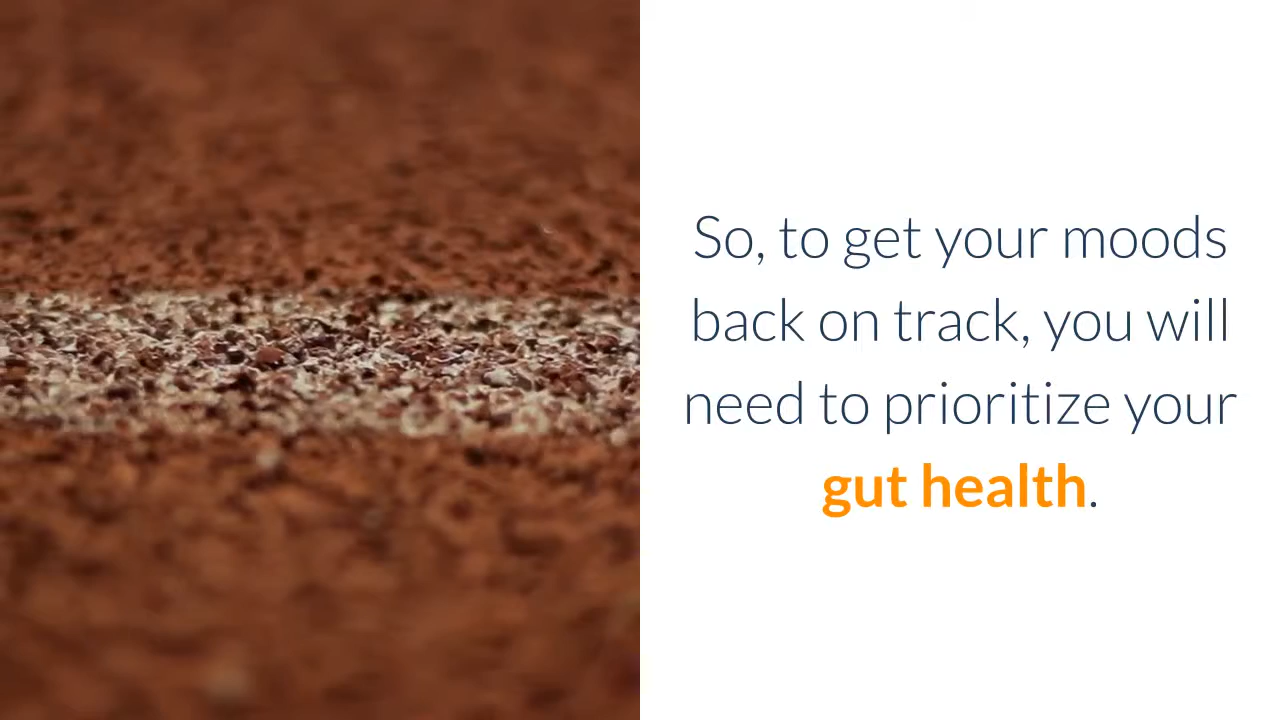 So, to get your moods
back on track, you will
need to prioritize your
gut health.